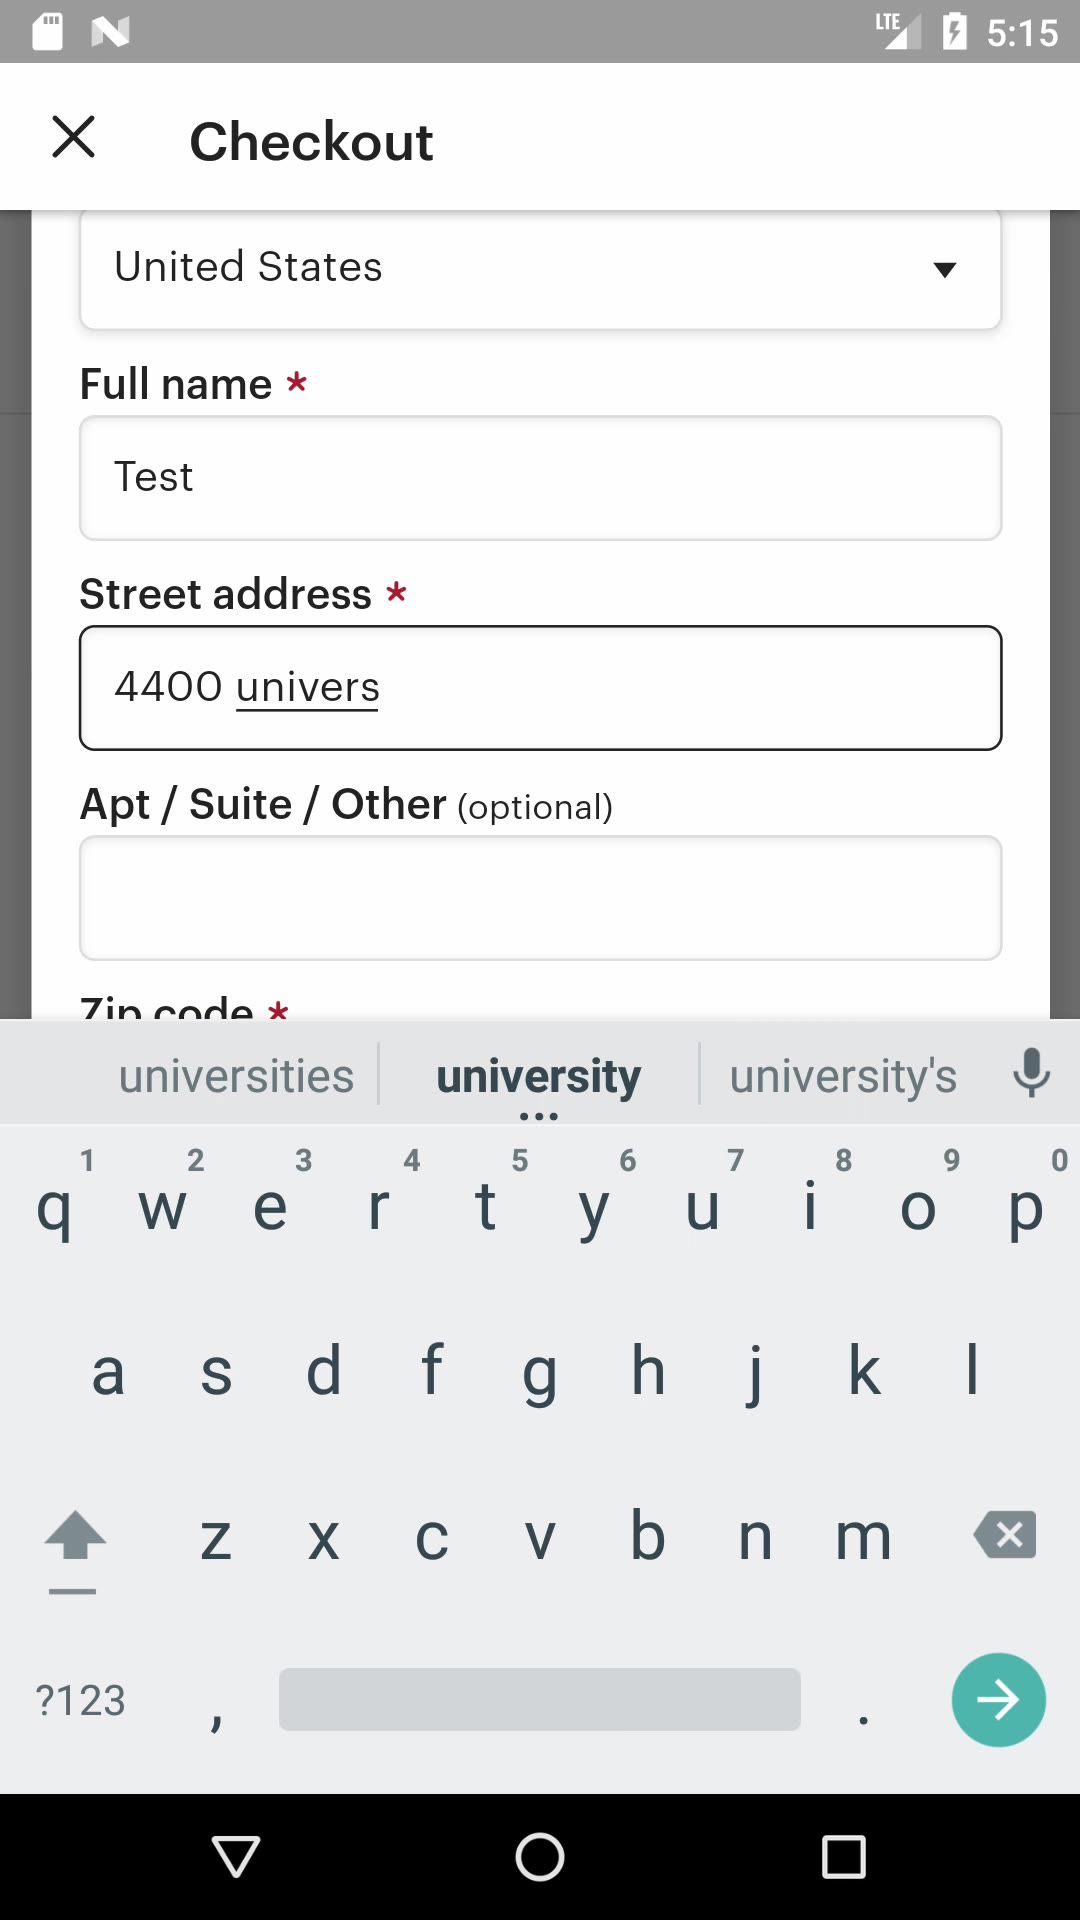 LTE 5:15
Checkout
United States
Full name *
Test
Street address *
4400 univers
Apt / Suite / Other (optional)
Zip code *
universities university university's
1 2 3 4 5 6 7 8 9 0
q w e r t y u i o p
a s d f g h j k l
z x c v b n m
?123 , .